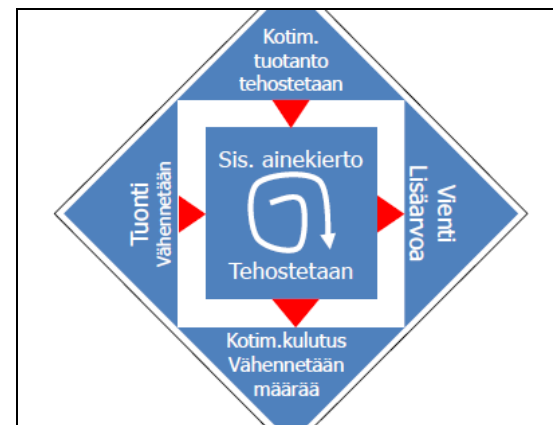 Kotim.
tuotanto
tehostetaan
Tuonti
Vähennetään
Sis. ainekierto
Tehostetaan
Vienti
Lisäarvoa
Kotim.kulutus
Vähennetään
määrää